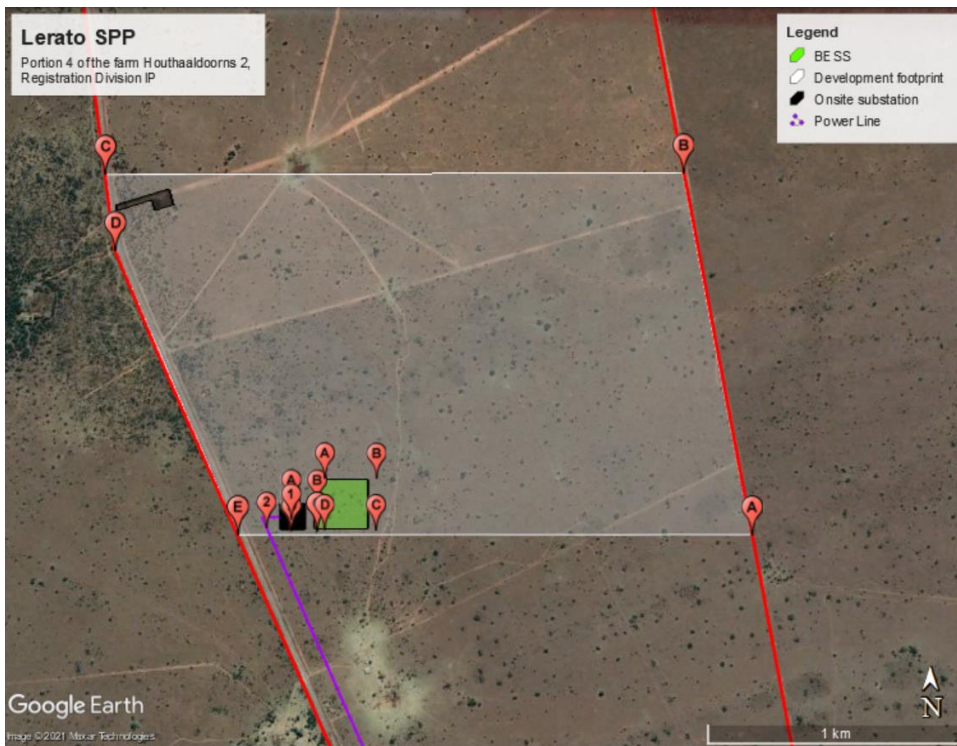 Lerato SPP
Portion 4 of the farm Houthaaldoorns 2,
Registration Division IP
Legend
BESS
Development footprint
Onsite substation
Power Line
C
B
D
A
B
A
B
1
2
E
D
C
A
Google Earth
Image © 2021 Maxar Technologies
N
1 km